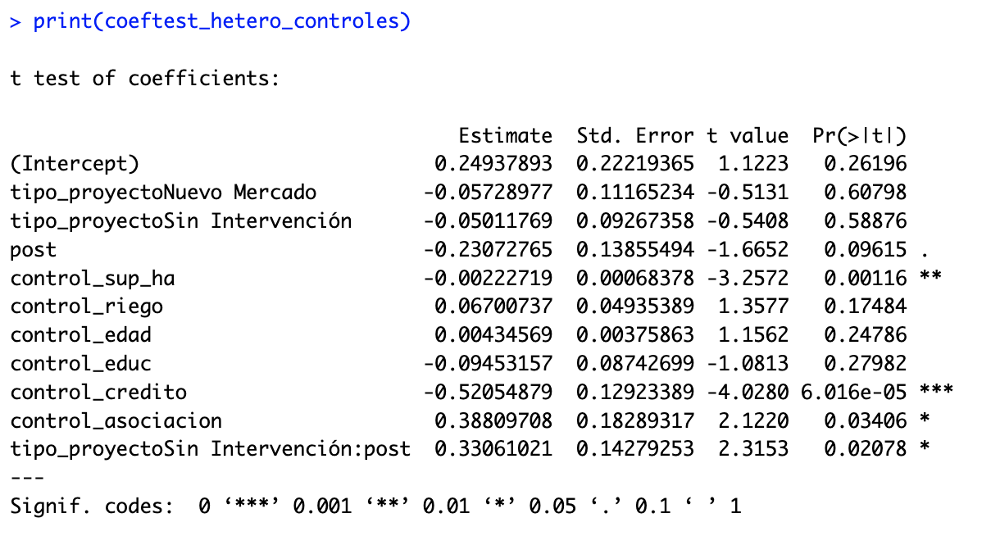 > print(coeftest_hetero_controles)
t test of coefficients:
Estimate Std. Error t value Pr(>|t|)
(Intercept) 0.24937893 0.22219365 1.1223 0.26196
tipo_proyectoNuevo Mercado -0.05728977 0.11165234 -0.5131 0.60798
tipo_proyectoSin Intervención -0.05011769 0.09267358 -0.5408 0.58876
post -0.23072765 0.13855494 -1.6652 0.09615 .
control_sup_ha -0.00222719 0.00068378 -3.2572 0.00116 **
control_riego 0.06700737 0.04935389 1.3577 0.17484
control_edad 0.00434569 0.00375863 1.1562 0.24786
control_educ -0.09453157 0.08742699 -1.0813 0.27982
control_credito -0.52054879 0.12923389 -4.0280 6.016e-05 ***
control_asociacion 0.38809708 0.18289317 2.1220 0.03406 *
tipo_proyectoSin Intervención:post 0.33061021 0.14279253 2.3153 0.02078 *
---
Signif. codes: 0 ‘***’ 0.001 ‘**’ 0.01 ‘*’ 0.05 ‘.’ 0.1 ‘ ’ 1